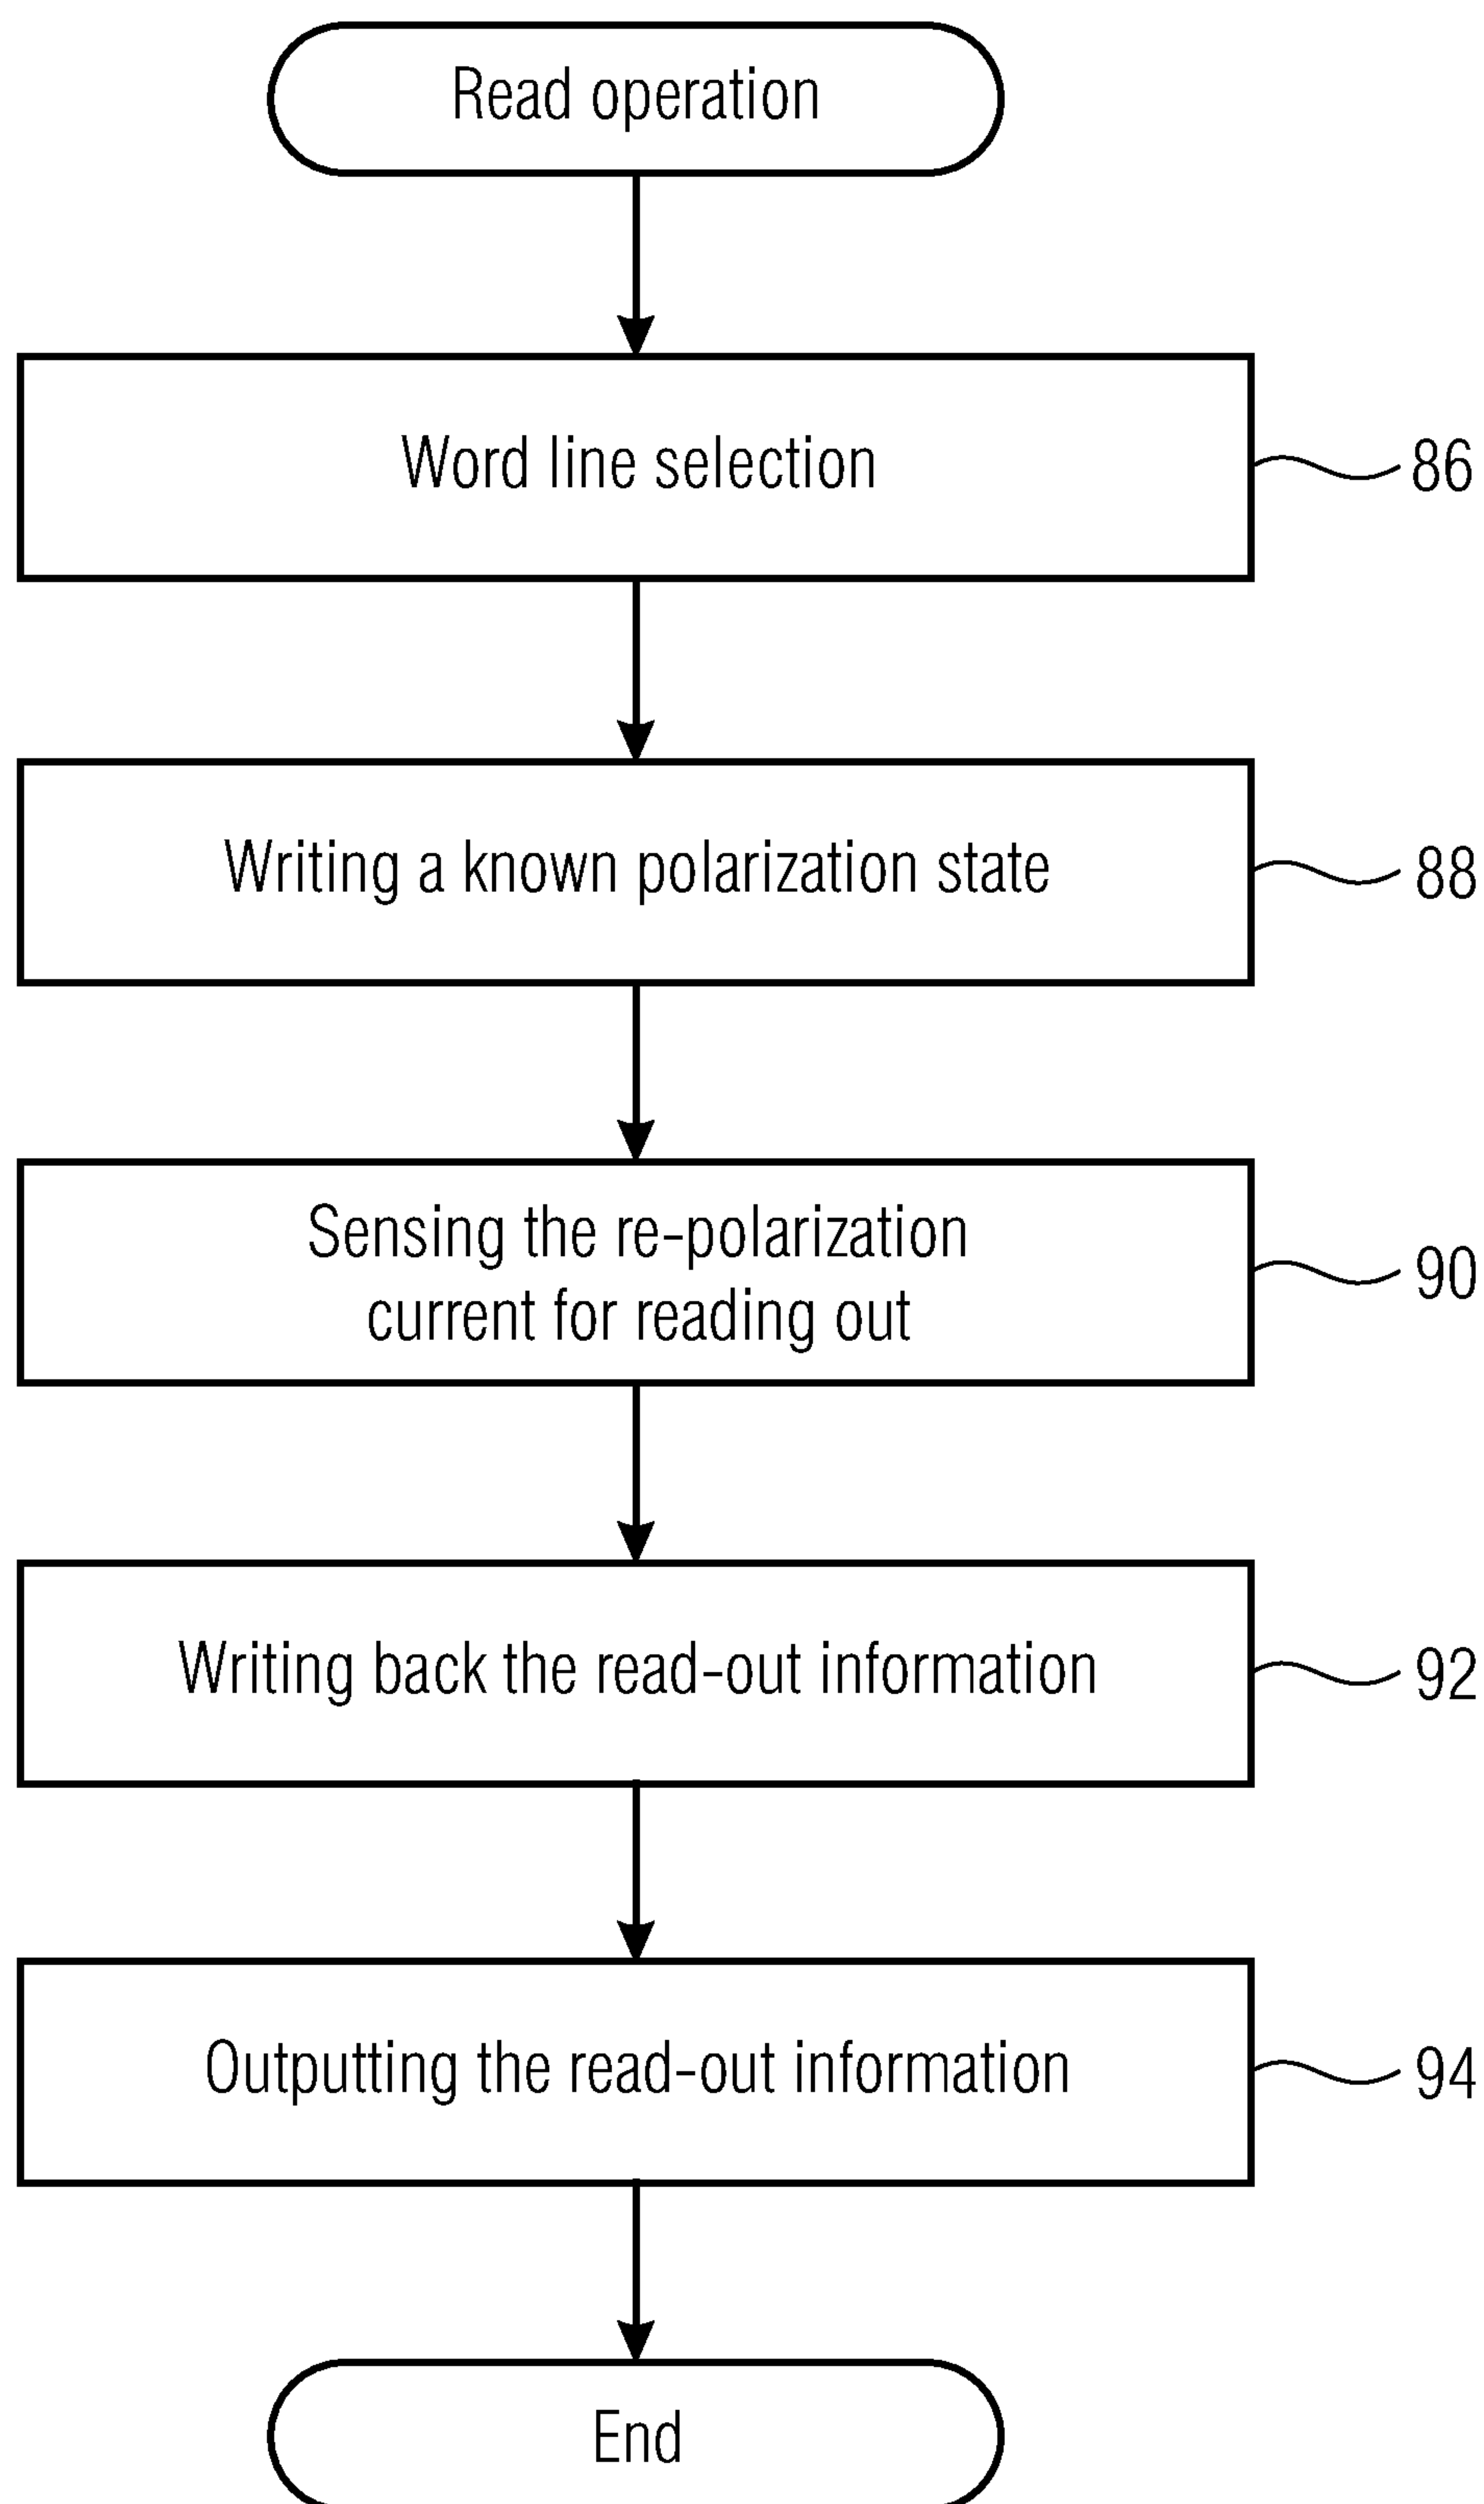 Read operation
Word line selection
86
Writing a known polarization state
88
Sensing the re-polarization
current for reading out
90
Writing back the read-out information
92
Outputting the read-out information
94
End